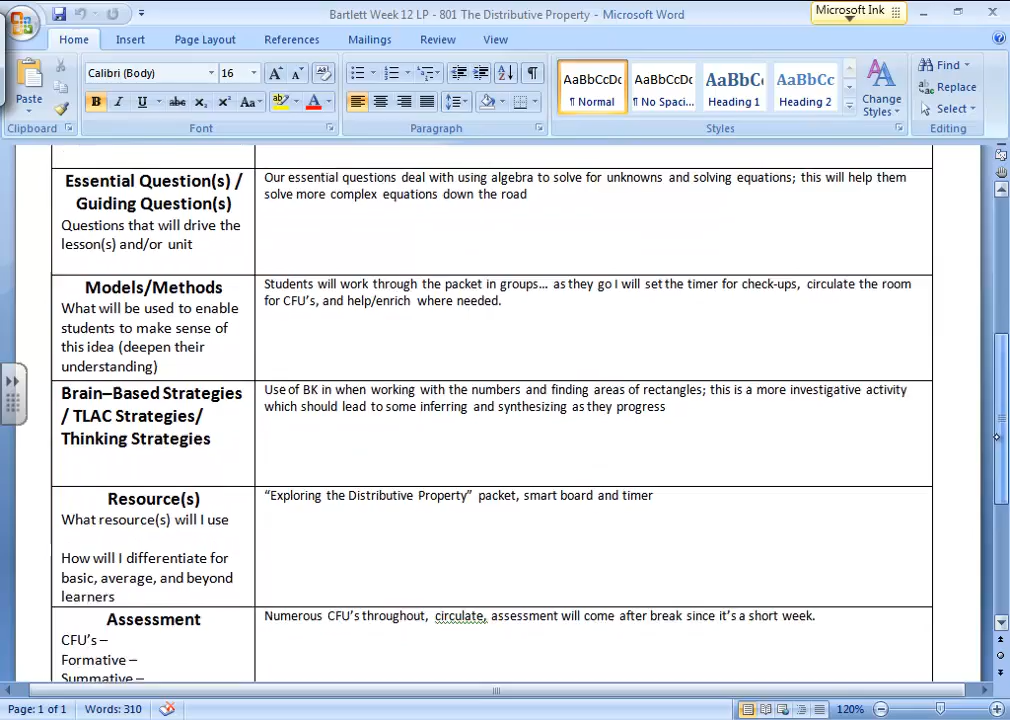 Bartlett Week 12 LP - 801 The Distributive Property - Microsoft Word
Microsoft Ink
Home Insert Page Layout References Mailings Review View
Paste
Calibri (Body) 16
B I U abc X₂ X² Aa
Clipboard Font Paragraph Styles Editing
AaBbCcDc AaBbCcDc AaBbC AaBbCc
¶ Normal ¶ No Spaci... Heading 1 Heading 2
Change Styles
Find
Replace
Select
Essential Question(s) /
Guiding Question(s)
Questions that will drive the
lesson(s) and/or unit
Our essential questions deal with using algebra to solve for unknowns and solving equations; this will help them
solve more complex equations down the road
Models/Methods
What will be used to enable
students to make sense of
this idea (deepen their
understanding)
Students will work through the packet in groups... as they go I will set the timer for check-ups, circulate the room
for CFU's, and help/enrich where needed.
Brain–Based Strategies
/ TLAC Strategies/
Thinking Strategies
Use of BK in when working with the numbers and finding areas of rectangles; this is a more investigative activity
which should lead to some inferring and synthesizing as they progress
Resource(s)
What resource(s) will I use
How will I differentiate for
basic, average, and beyond
learners
“Exploring the Distributive Property” packet, smart board and timer
Assessment
CFU's –
Formative –
Summative –
Numerous CFU's throughout, circulate, assessment will come after break since it's a short week.
Page: 1 of 1 Words: 310 120%